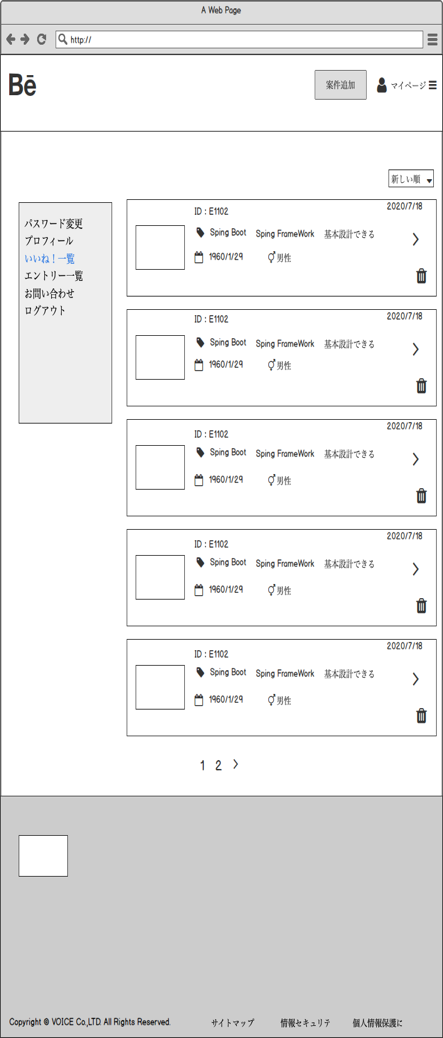 A Web Page
http://
Bē
案件追加
マイページ
新しい順
パスワード変更
プロフィール
いいね！一覧
エントリー一覧
お問い合わせ
ログアウト
ID : E1102
2020/7/18
Sping Boot Sping FrameWork 基本設計できる
1960/1/29 男性
ID : E1102
2020/7/18
Sping Boot Sping FrameWork 基本設計できる
1960/1/29 男性
ID : E1102
2020/7/18
Sping Boot Sping FrameWork 基本設計できる
1960/1/29 男性
ID : E1102
2020/7/18
Sping Boot Sping FrameWork 基本設計できる
1960/1/29 男性
ID : E1102
2020/7/18
Sping Boot Sping FrameWork 基本設計できる
1960/1/29 男性
1 2
Copyright © VOICE Co.,LTD. All Rights Reserved. サイトマップ 情報セキュリテ 個人情報保護に